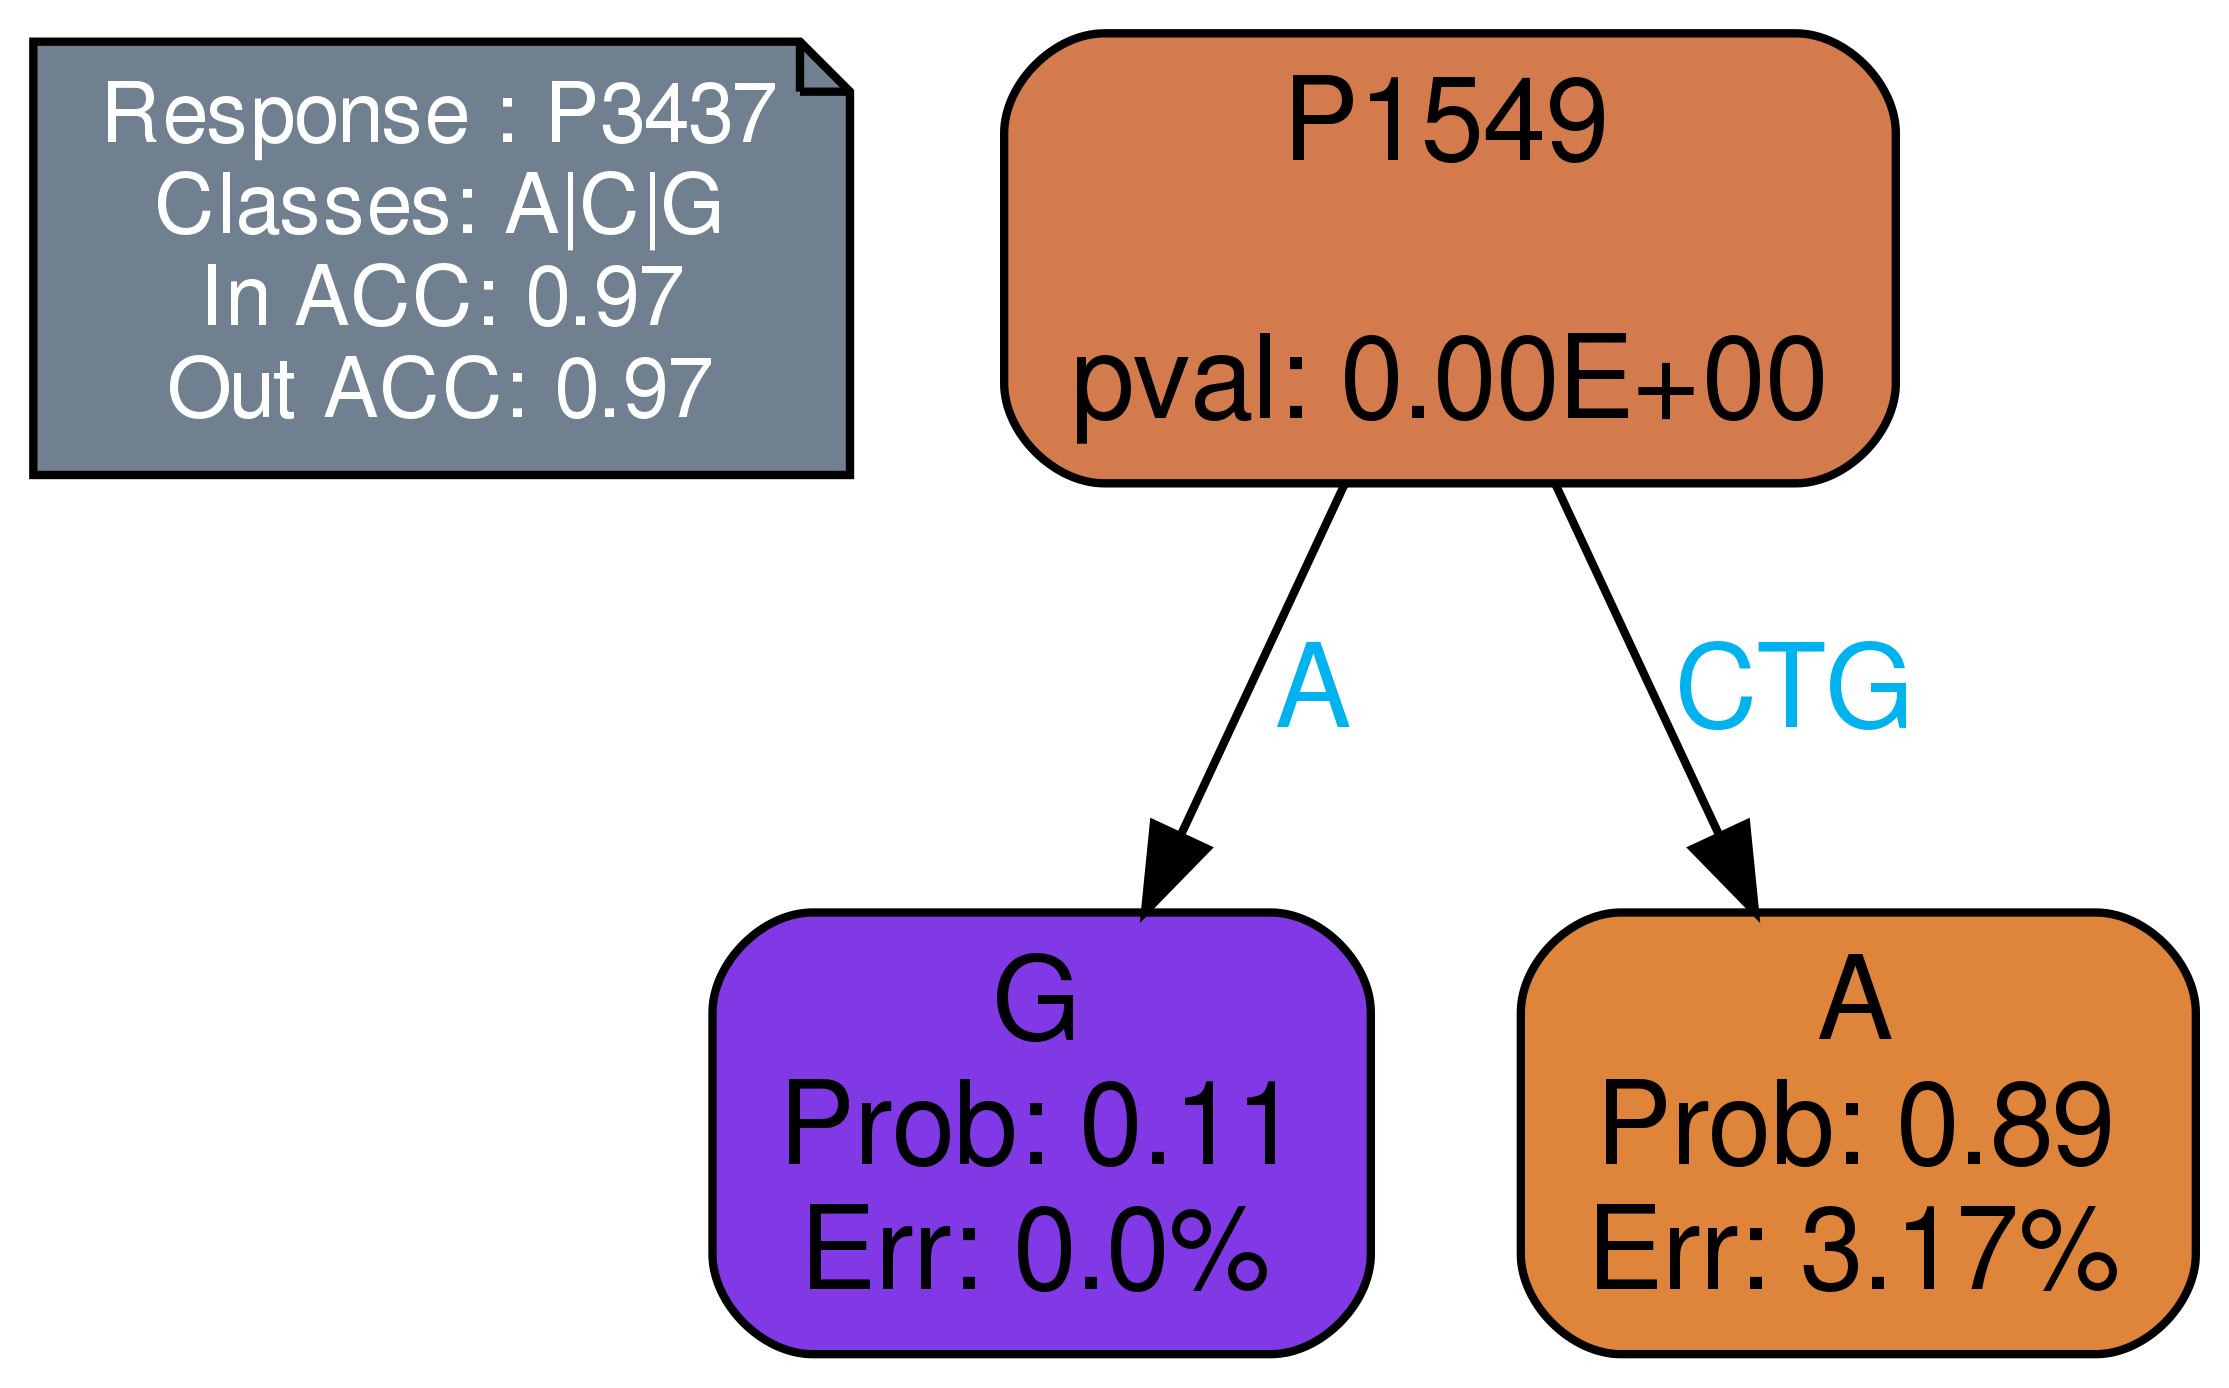 Response : P3437
Classes: A|C|G
In ACC: 0.97
Out ACC: 0.97
P1549
pval: 0.00E+00
A
CTG
G
Prob: 0.11
Err: 0.0%
A
Prob: 0.89
Err: 3.17%